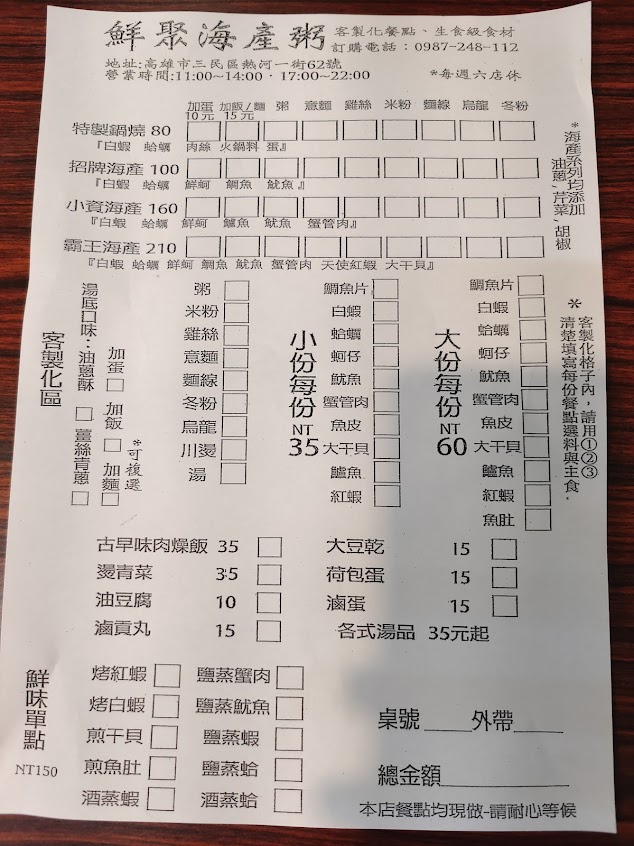 鮮聚海產粥 客製化餐點、生食級食材
訂購電話：0987-248-112
地址:高雄市三民區熱河一街62號
營業時間:11:00~14:00．17:00~22:00 *每週六店休
加蛋 加飯/麵 粥 意麵 雞絲 米粉 麵線 烏龍 冬粉
10元 15元
特製鍋燒 80
『白蝦 蛤蠣 肉絲 火鍋料 蛋』
招牌海產 100
『白蝦 蛤蠣 鮮蚵 鯛魚 魷魚』
小資海產 160
『白蝦 蛤蠣 鮮蚵 鱸魚 魷魚 蟹管肉』
霸王海產 210
『白蝦 蛤蠣 鮮蚵 鯛魚 魷魚 蟹管肉 天使紅蝦 大干貝』
*海產系列均添加
油蔥、芹菜、胡椒
客製化區
湯底口味：油蔥酥 薑絲青蔥
加蛋 加飯 加麵
*可複選
粥
米粉
雞絲
意麵
麵線
冬粉
烏龍
川燙
湯
小份每份NT35
鯛魚片
白蝦
蛤蠣
蚵仔
魷魚
蟹管肉
魚皮
大干貝
鱸魚
紅蝦
大份每份NT60
鯛魚片
白蝦
蛤蠣
蚵仔
魷魚
蟹管肉
魚皮
大干貝
鱸魚
紅蝦
魚肚
*客製化格子內，請用①②③
清楚填寫每份餐點選料與主食.
古早味肉燥飯 35 大豆乾 15
燙青菜 35 荷包蛋 15
油豆腐 10 滷蛋 15
滷貢丸 15 各式湯品 35元起
鮮味單點
NT150
烤紅蝦 鹽蒸蟹肉
烤白蝦 鹽蒸魷魚
煎干貝 鹽蒸蝦
煎魚肚 鹽蒸蛤
酒蒸蝦 酒蒸蛤
桌號____外帶____
總金額____________
本店餐點均現做-請耐心等候